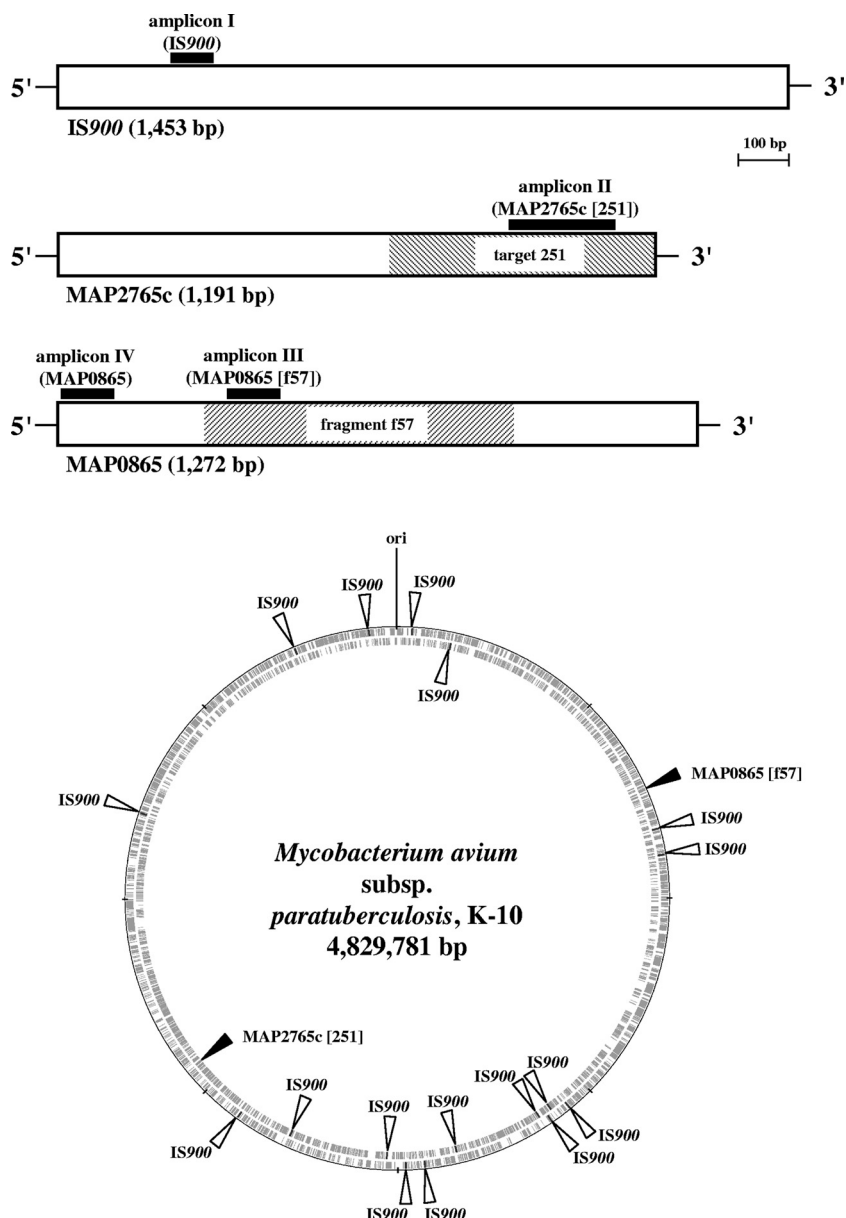 amplicon I
(IS900)
5' 3'
IS900 (1,453 bp)
100 bp
amplicon II
(MAP2765c [251])
5' target 251 3'
MAP2765c (1,191 bp)
amplicon IV amplicon III
(MAP0865) (MAP0865 [f57])
5' fragment f57 3'
MAP0865 (1,272 bp)
ori
IS900 IS900
IS900
IS900
MAP0865 [f57]
IS900
IS900
IS900
Mycobacterium avium
subsp.
paratuberculosis, K-10
4,829,781 bp
MAP2765c [251]
IS900
IS900
IS900
IS900
IS900
IS900
IS900
IS900
IS900 IS900